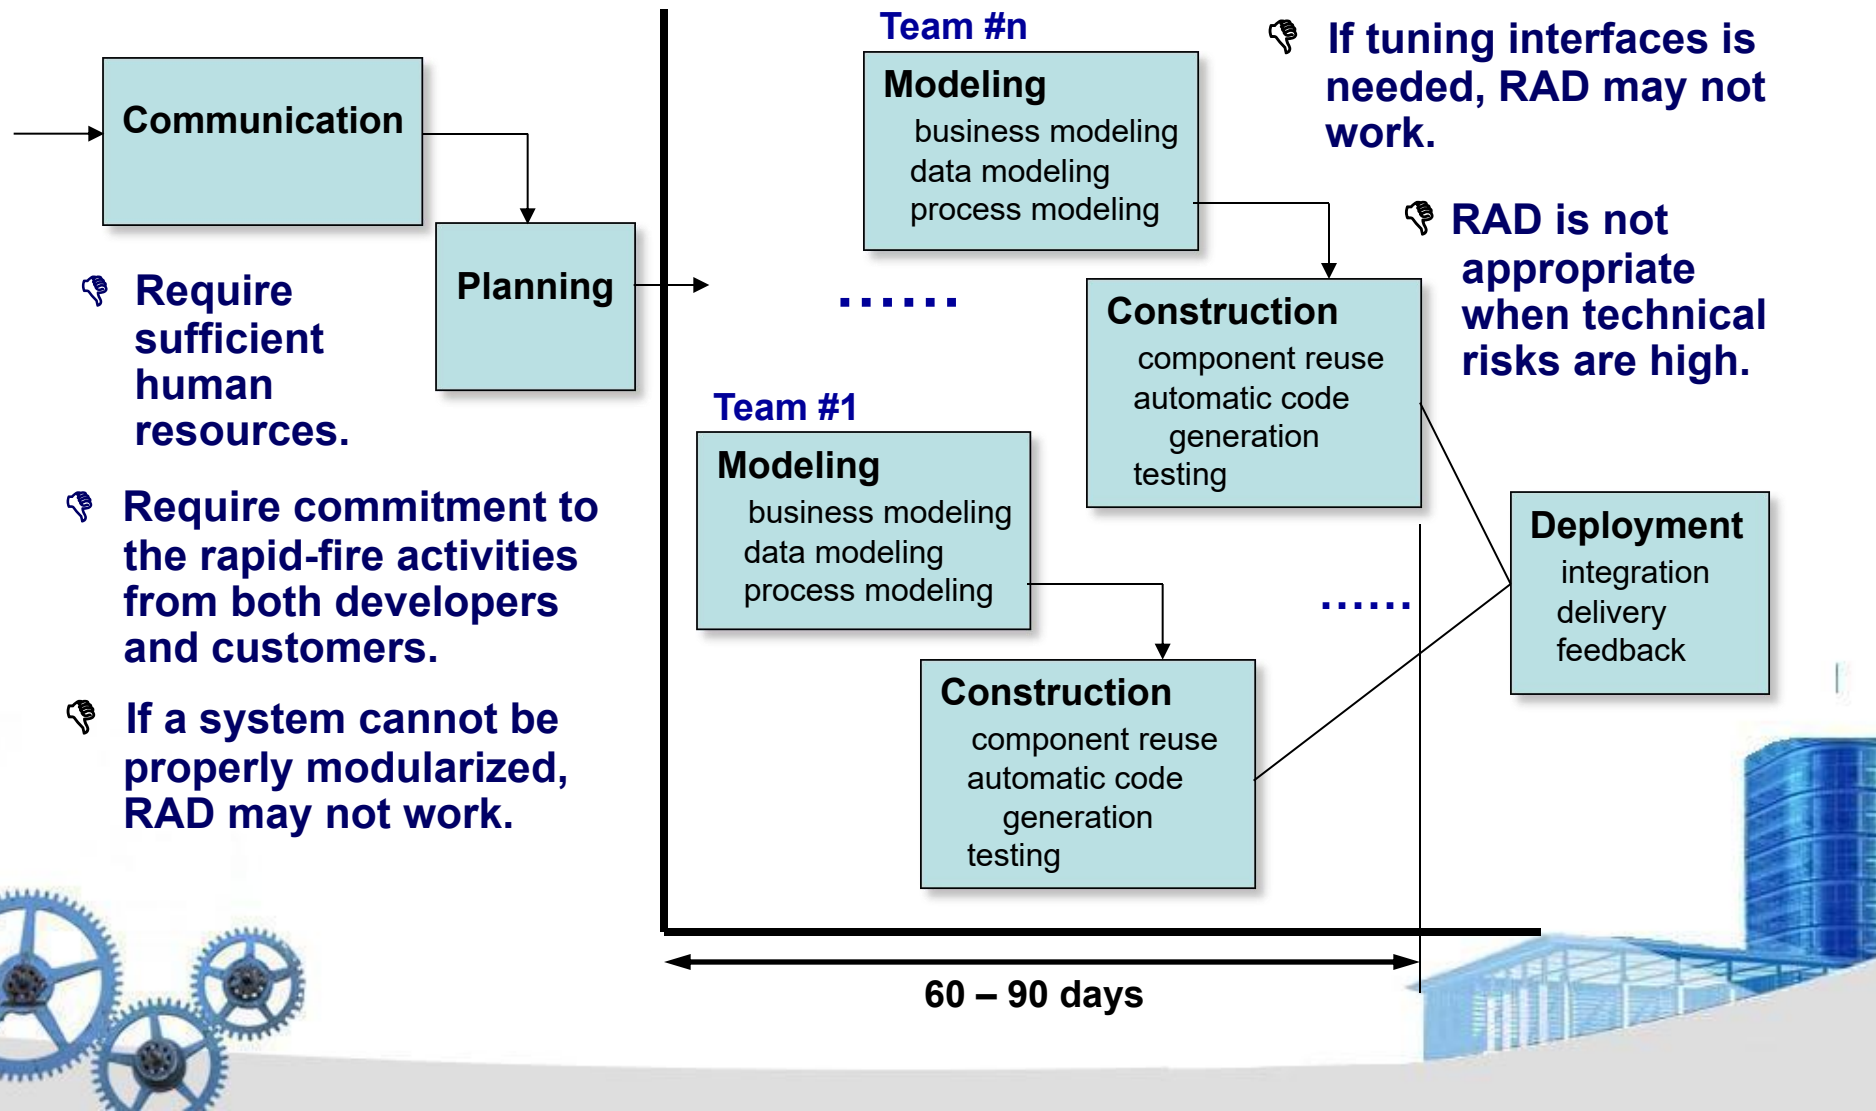 Communication
Planning
Require
sufficient
human
resources.
Require commitment to
the rapid-fire activities
from both developers
and customers.
If a system cannot be
properly modularized,
RAD may not work.
Team #n
Modeling
business modeling
data modeling
process modeling
......
Construction
component reuse
automatic code
generation
testing
Team #1
Modeling
business modeling
data modeling
process modeling
......
Construction
component reuse
automatic code
generation
testing
If tuning interfaces is
needed, RAD may not
work.
RAD is not
appropriate
when technical
risks are high.
Deployment
integration
delivery
feedback
60 – 90 days